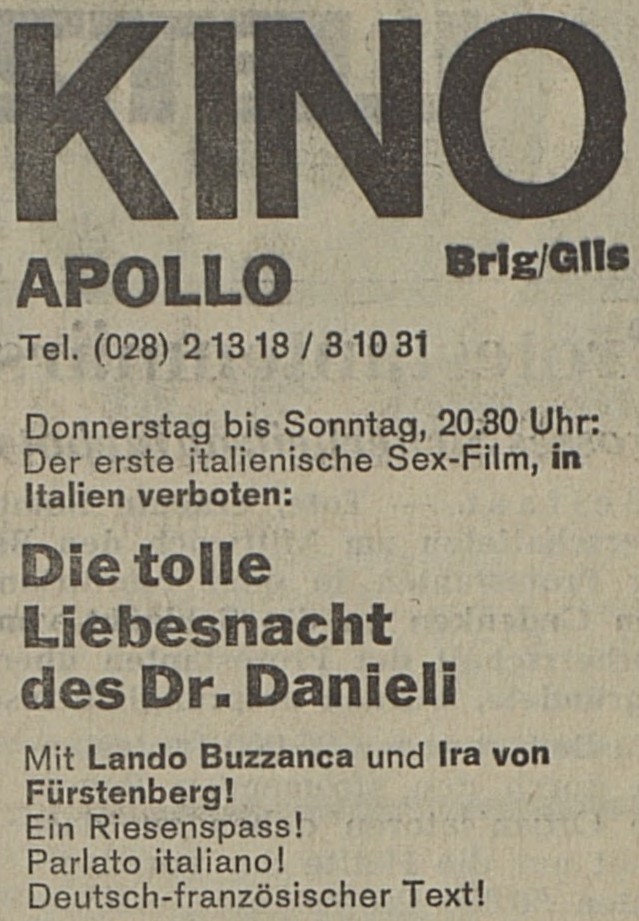 KINO
APOLLO
Brig/Glis
Tel. (028) 2 13 18 / 3 10 31
Donnerstag bis Sonntag, 20.30 Uhr:
Der erste italienische Sex-Film, in
Italien verboten:
Die tolle
Liebesnacht
des Dr. Danieli
Mit Lando Buzzanca und Ira von
Fürstenberg!
Ein Riesenspass!
Parlato italiano!
Deutsch-französischer Text!